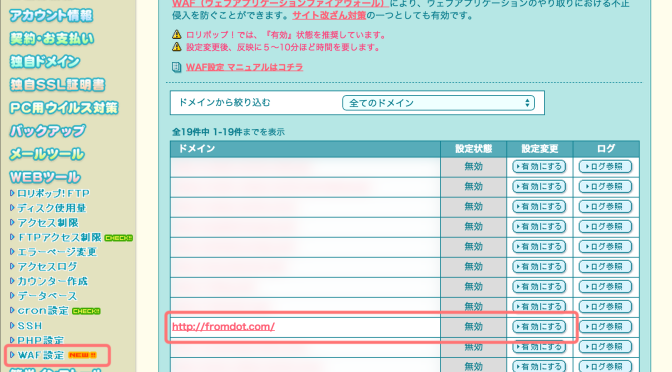 アカウント情報
契約・お支払い
独自ドメイン
独自SSL証明書
PC用ウイルス対策
バックアップ
メールツール
WEBツール
ロリポップ!FTP
ディスク使用量
アクセス制限
FTPアクセス制限 CHECK!
エラーページ変更
アクセスログ
カウンター作成
データベース
cron設定 CHECK!
SSH
PHP設定
WAF設定 NEW!!
WAF（ウェブアプリケーションファイアウォール）により、ウェブアプリケーションのやり取りにおける不正
侵入を防ぐことができます。サイト改ざん対策の一つとしても有効です。
ロリポップ！では、『有効』状態を推奨しています。
設定変更後、反映に５〜10分ほど時間を要します。
WAF設定 マニュアルはコチラ
ドメインから絞り込む 全てのドメイン
全19件中 1-19件までを表示
ドメイン 設定状態 設定変更 ログ
無効 有効にする ログ参照
無効 有効にする ログ参照
無効 有効にする ログ参照
無効 有効にする ログ参照
無効 有効にする ログ参照
無効 有効にする ログ参照
無効 有効にする ログ参照
無効 有効にする ログ参照
http://fromdot.com/ 無効 有効にする ログ参照
無効 有効にする ログ参照